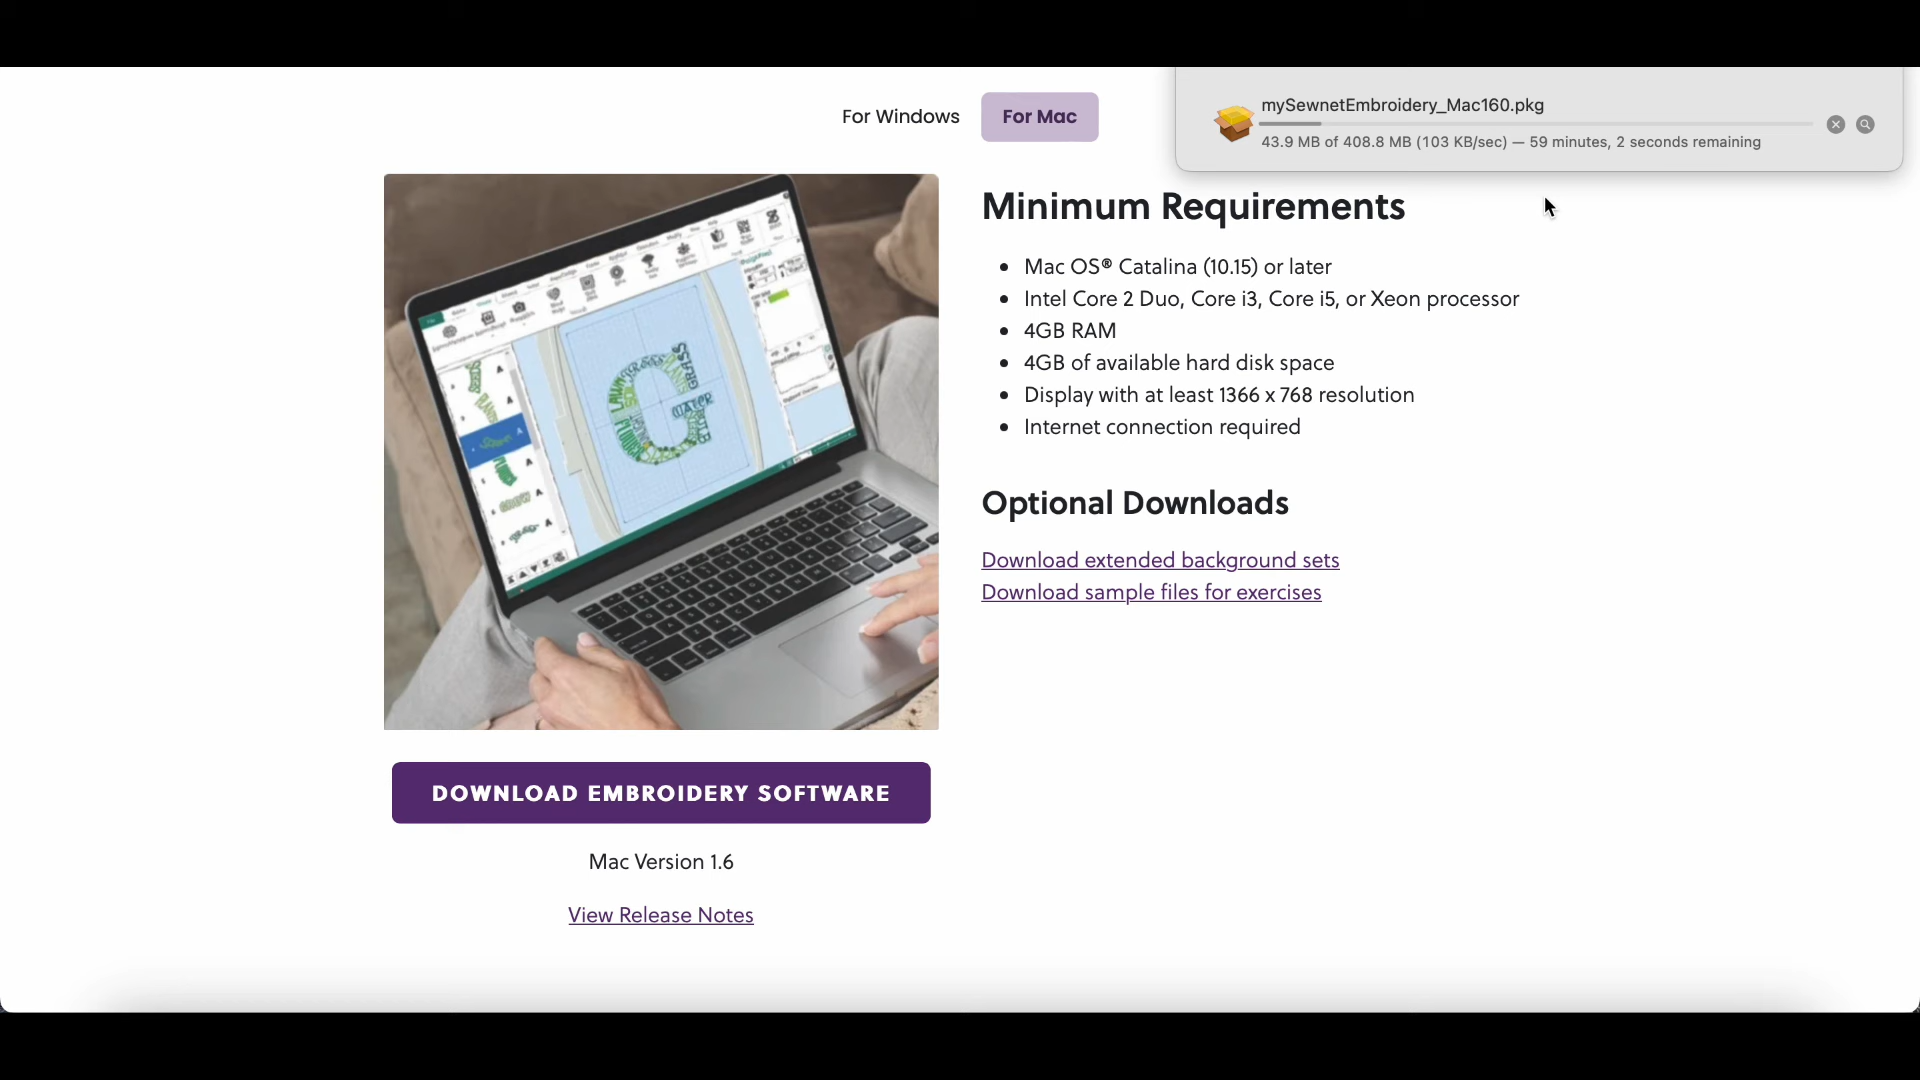 For Windows
For Mac
mySewnetEmbroidery_Mac160.pkg
43.9 MB of 408.8 MB (103 KB/sec) — 59 minutes, 2 seconds remaining
Minimum Requirements
Mac OS® Catalina (10.15) or later
Intel Core 2 Duo, Core i3, Core i5, or Xeon processor
4GB RAM
4GB of available hard disk space
Display with at least 1366 x 768 resolution
Internet connection required
Optional Downloads
Download extended background sets
Download sample files for exercises
GRASS
WATER
DOWNLOAD EMBROIDERY SOFTWARE
Mac Version 1.6
View Release Notes